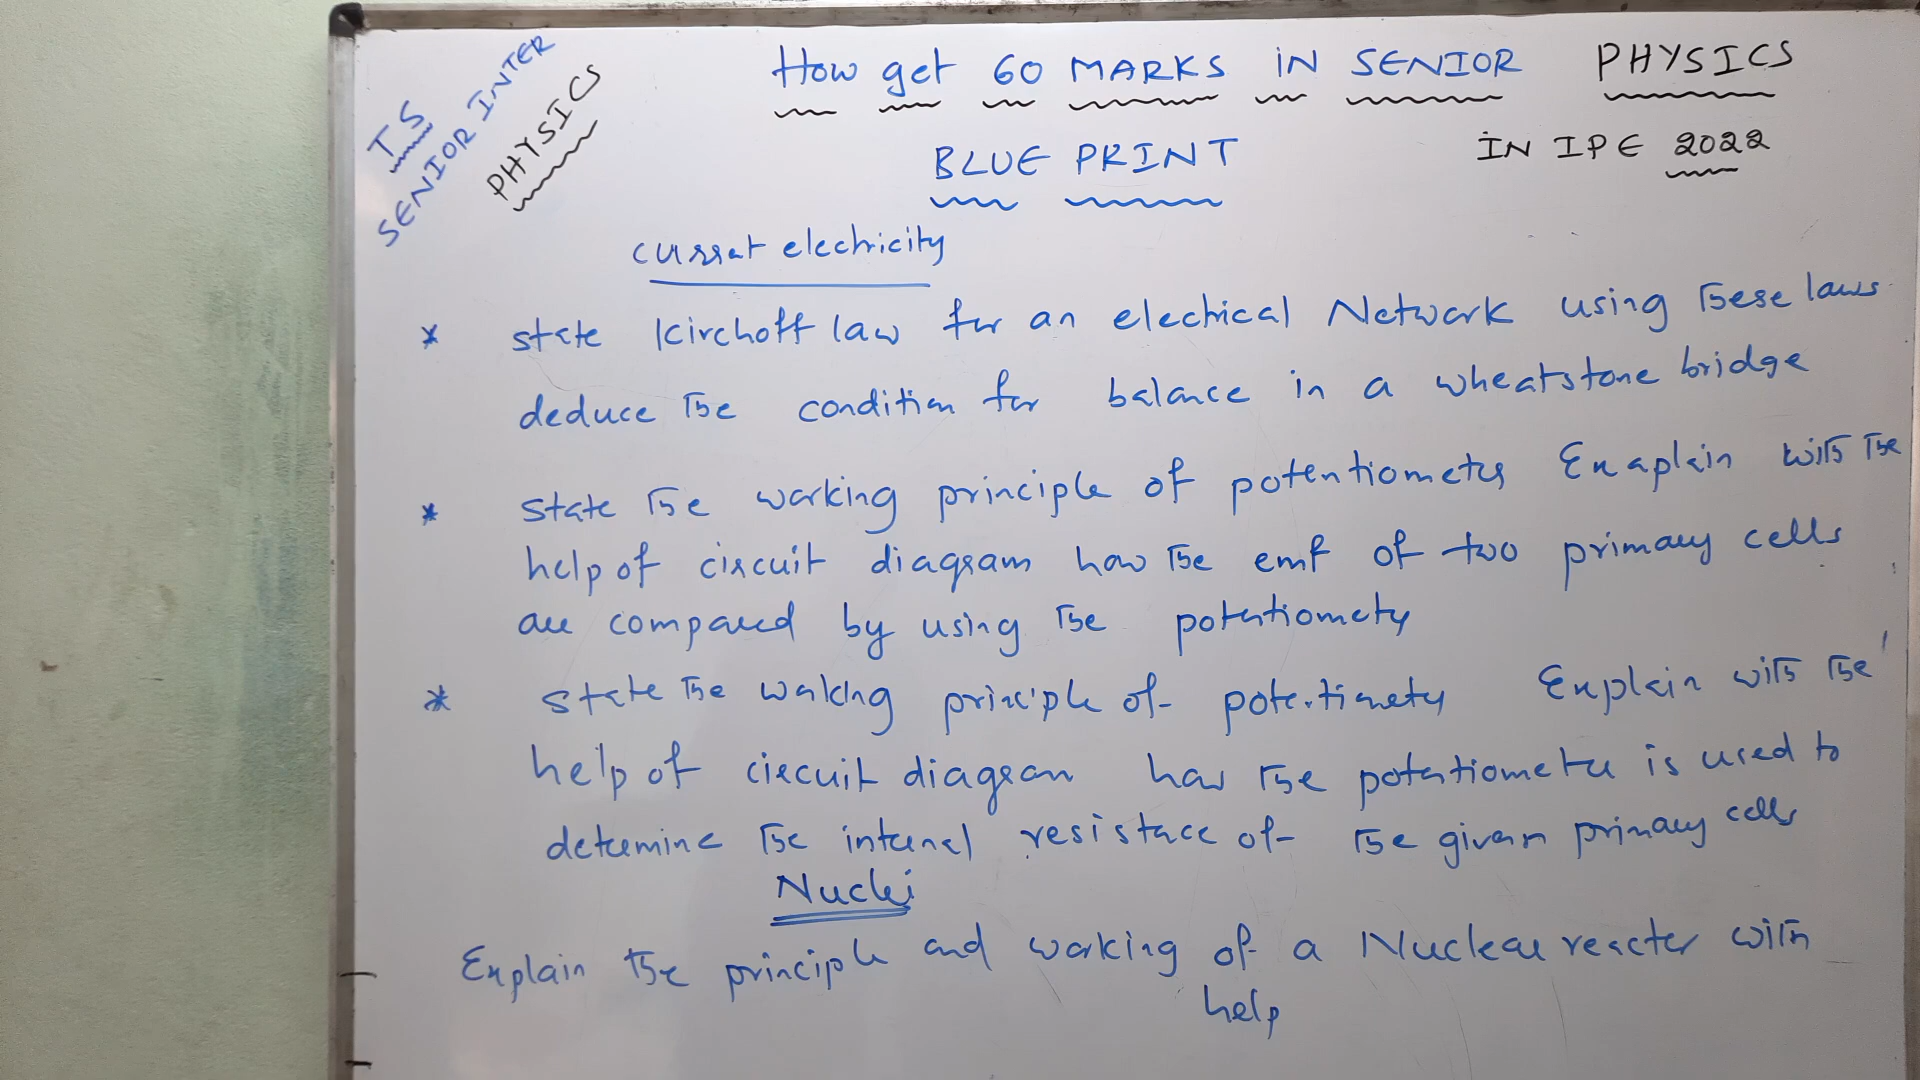 TS
SENIOR INTER
PHYSICS
How get 60 MARKS IN SENIOR PHYSICS
BLUE PRINT
IN IPE 2022
currat electricity
* state kirchoff law for an electrical Network using These laws
deduce The condition for balance in a wheatstone bridge
* state The working principle of potentiometer Exaplain with The
help of circuit diagram how The emf of two primary cells
are compared by using The potentiometer
* state The working principle of potentiometer Explain with The
help of circuit diagram how The potentiometer is used to
determine The internal resistace of The given primary cells
Nucli
Explain The principle and working of a Nuclear reacter with
help